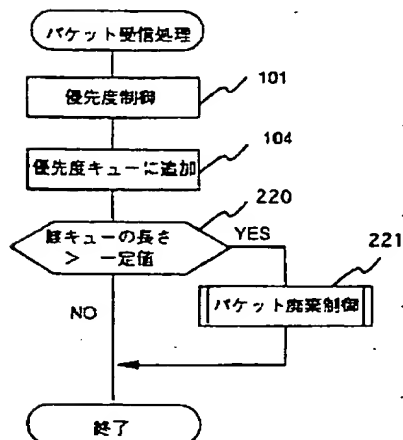 パケット受信処理
優先度制御
101
優先度キューに追加
104
220
キューの長さ
> 一定値
YES
221
パケット廃棄制御
NO
終了